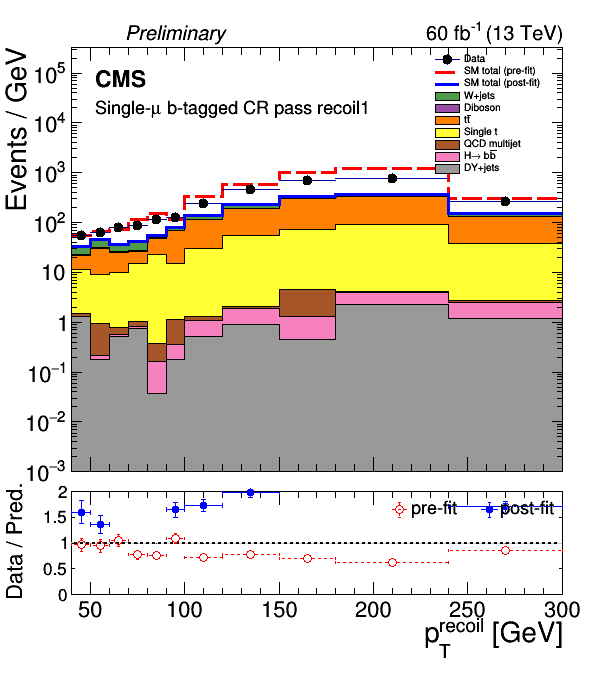 Preliminary 60 fb⁻¹ (13 TeV)
CMS
Single-μ b-tagged CR pass recoil1
Data
SM total (pre-fit)
SM total (post-fit)
W+jets
Diboson
tt̅
Single t
QCD multijet
H→ bb̅
DY+jets
Events / GeV
10⁵
10⁴
10³
10²
10
1
10⁻¹
10⁻²
10⁻³
Data / Pred.
2
1.5
1
0.5
0
pre-fit post-fit
50 100 150 200 250 300
p_T^recoil [GeV]